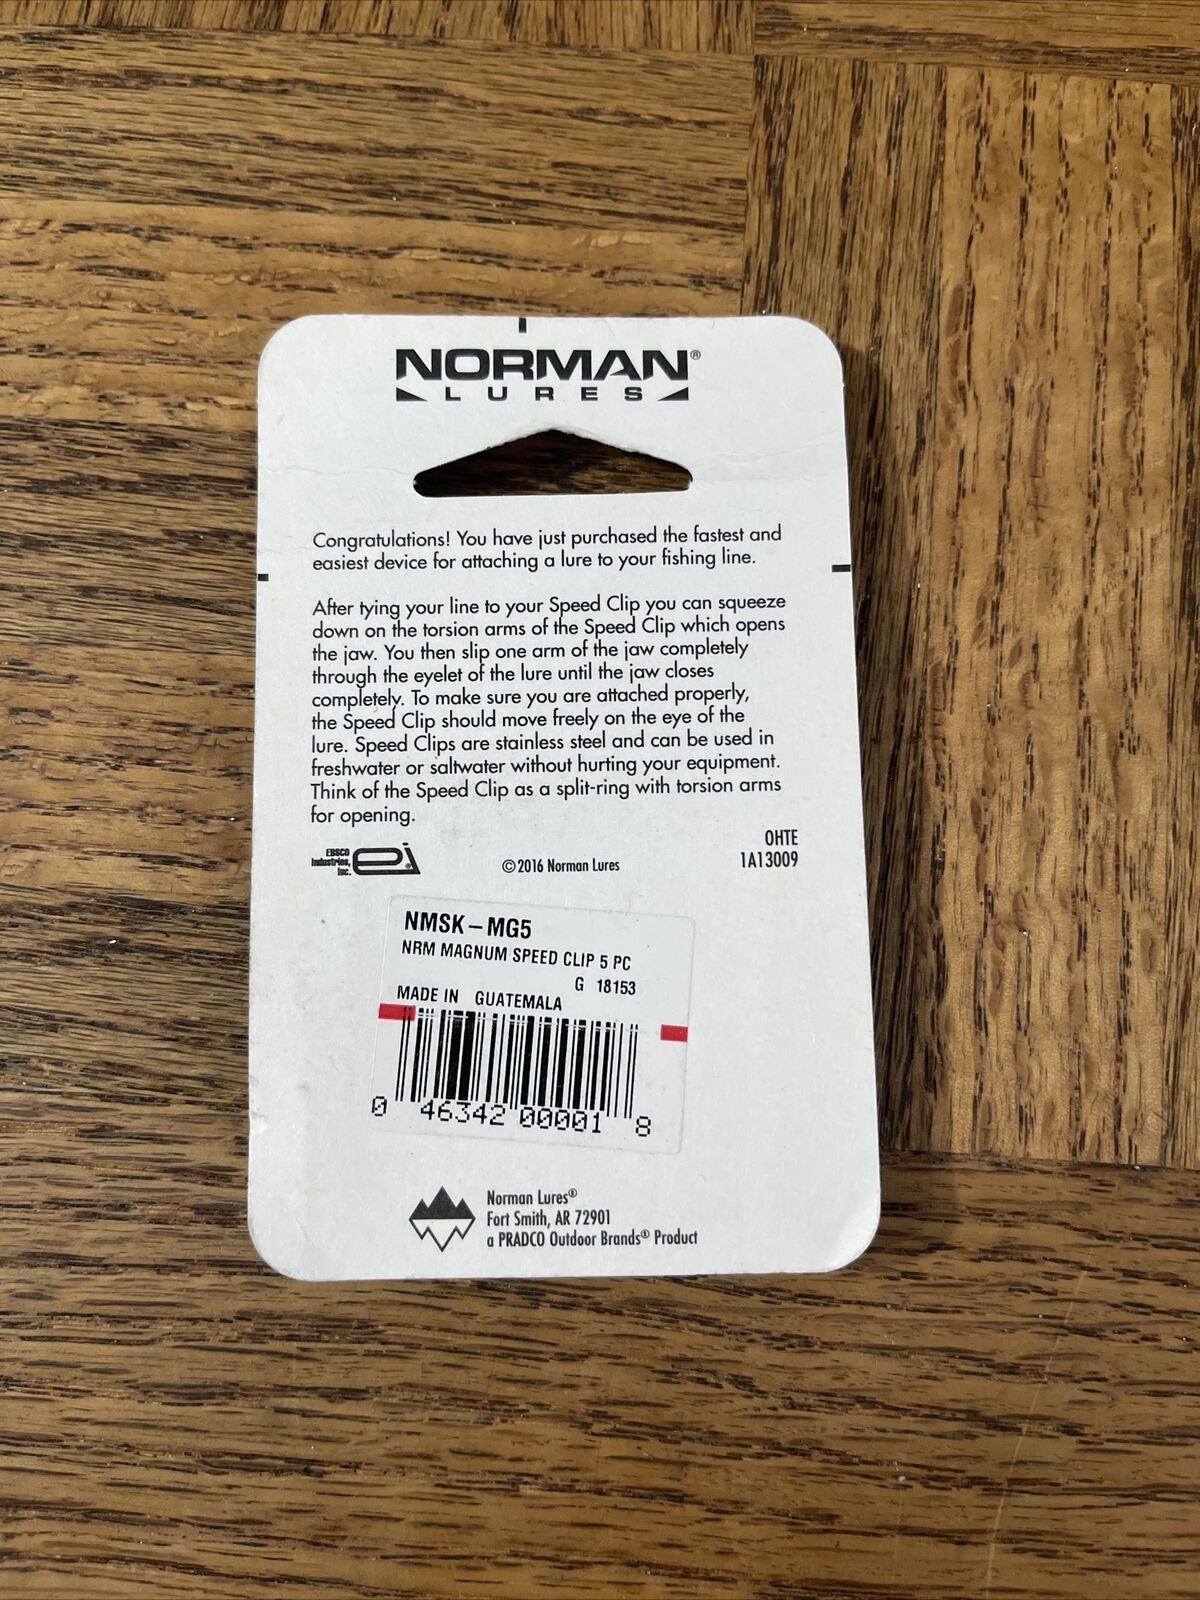 NORMAN®
LURES
Congratulations! You have just purchased the fastest and
easiest device for attaching a lure to your fishing line.
After tying your line to your Speed Clip you can squeeze
down on the torsion arms of the Speed Clip which opens
the jaw. You then slip one arm of the jaw completely
through the eyelet of the lure until the jaw closes
completely. To make sure you are attached properly,
the Speed Clip should move freely on the eye of the
lure. Speed Clips are stainless steel and can be used in
freshwater or saltwater without hurting your equipment.
Think of the Speed Clip as a split-ring with torsion arms
for opening.
OHTE
1A13009
EBSCO
Industries,
Inc.
ei®
©2016 Norman Lures
NMSK-MG5
NRM MAGNUM SPEED CLIP 5 PC
G 18153
MADE IN GUATEMALA
0 46342 00001 8
Norman Lures®
Fort Smith, AR 72901
a PRADCO Outdoor Brands® Product